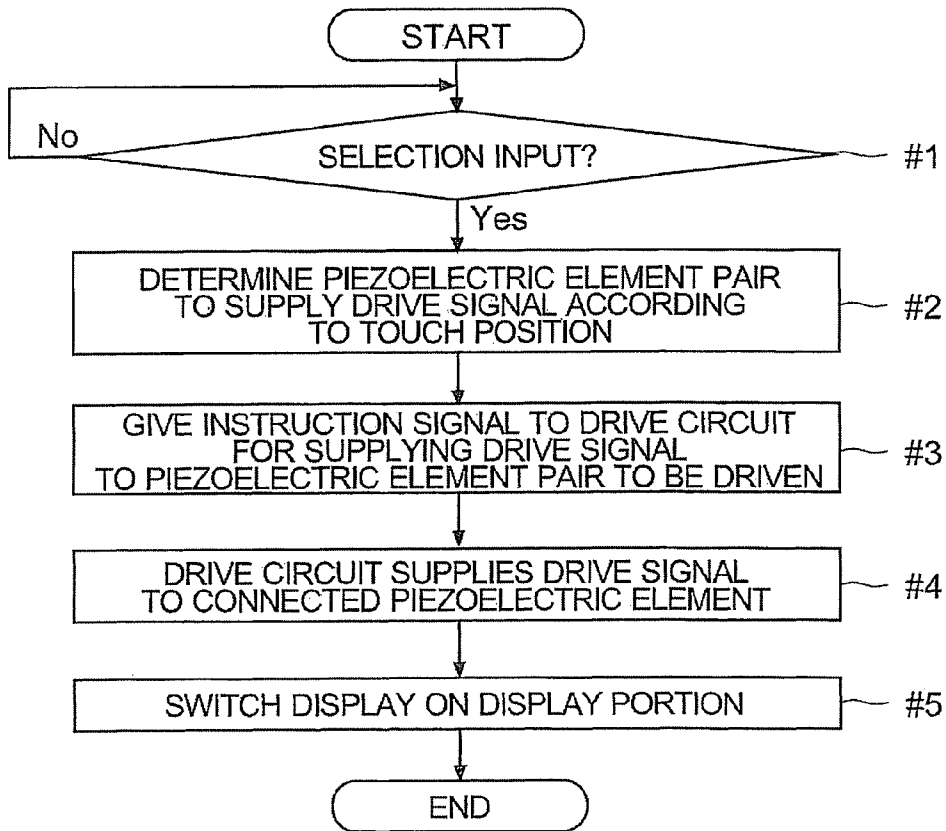 START
No
SELECTION INPUT?
#1
Yes
DETERMINE PIEZOELECTRIC ELEMENT PAIR
TO SUPPLY DRIVE SIGNAL ACCORDING
TO TOUCH POSITION
#2
GIVE INSTRUCTION SIGNAL TO DRIVE CIRCUIT
FOR SUPPLYING DRIVE SIGNAL
TO PIEZOELECTRIC ELEMENT PAIR TO BE DRIVEN
#3
DRIVE CIRCUIT SUPPLIES DRIVE SIGNAL
TO CONNECTED PIEZOELECTRIC ELEMENT
#4
SWITCH DISPLAY ON DISPLAY PORTION
#5
END